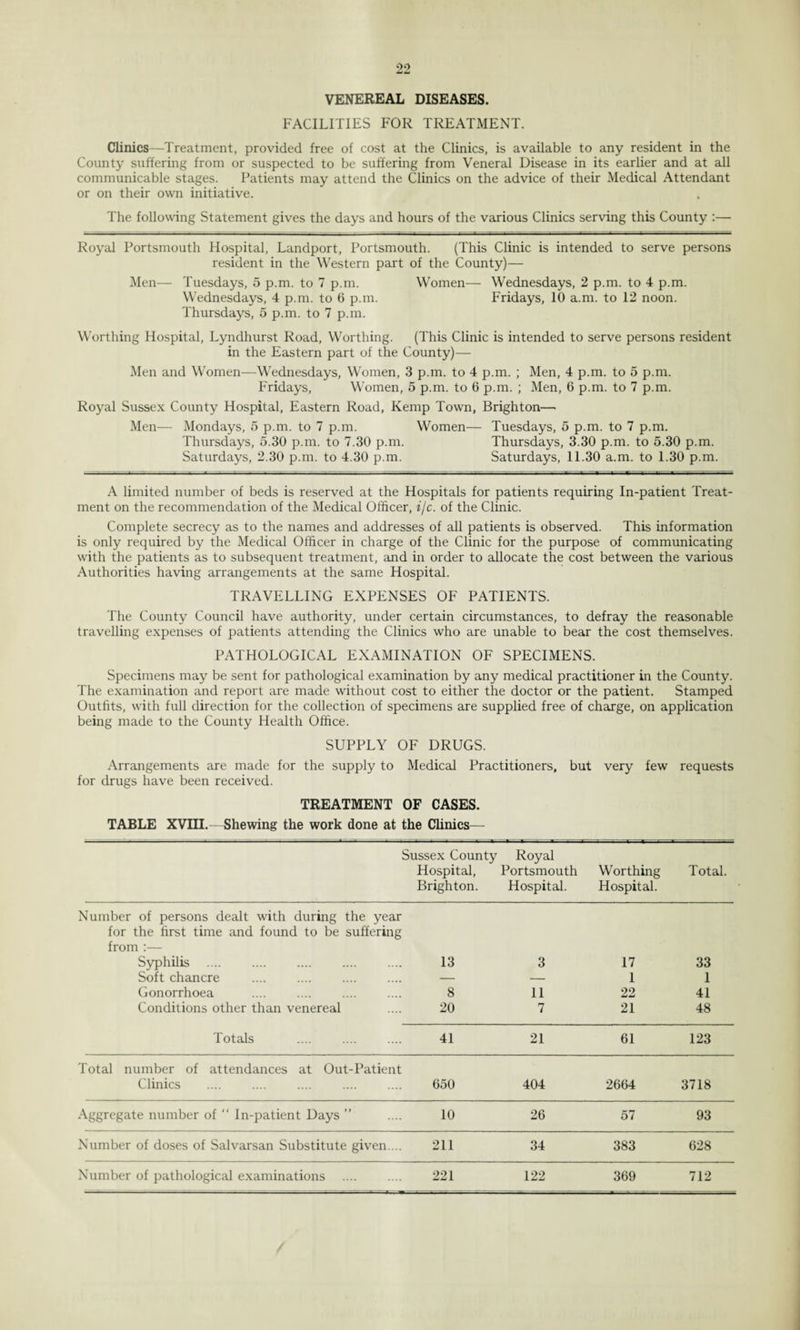 22
VENEREAL DISEASES.
FACILITIES FOR TREATMENT.
Clinics—Treatment, provided free of cost at the Clinics, is available to any resident in the
County suffering from or suspected to be suffering from Veneral Disease in its earlier and at all
communicable stages. Patients may attend the Clinics on the advice of their Medical Attendant
or on their own initiative.
The following Statement gives the days and hours of the various Clinics serving this County :—
Royal Portsmouth Hospital, Landport, Portsmouth. (This Clinic is intended to serve persons
resident in the Western part of the County)—
Men— Tuesdays, 5 p.m. to 7 p.m. Women— Wednesdays, 2 p.m. to 4 p.m.
Wednesdays, 4 p.m. to 6 p.m. Fridays, 10 a.m. to 12 noon.
Thursdays, 5 p.m. to 7 p.m.
Worthing Hospital, Lyndhurst Road, Worthing. (This Clinic is intended to serve persons resident
in the Eastern part of the County)—
Men and Women—Wednesdays, Women, 3 p.m. to 4 p.m. ; Men, 4 p.m. to 5 p.m.
Fridays, Women, 5 p.m. to 6 p.m. ; Men, 6 p.m. to 7 p.m.
Royal Sussex County Hospital, Eastern Road, Kemp Town, Brighton—
Men— Mondays, 5 p.m. to 7 p.m. Women— Tuesdays, 5 p.m. to 7 p.m.
Thursdays, 5.30 p.m. to 7.30 p.m. Thursdays, 3.30 p.m. to 5.30 p.m.
Saturdays, 2.30 p.m. to 4.30 p.m. Saturdays, 11.30 a.m. to 1.30 p.m.
A limited number of beds is reserved at the Hospitals for patients requiring In-patient Treat-
ment on the recommendation of the Medical Officer, i/c. of the Clinic.
Complete secrecy as to the names and addresses of all patients is observed. This information
is only required by the Medical Officer in charge of the Clinic for the purpose of communicating
with the patients as to subsequent treatment, and in order to allocate the cost between the various
Authorities having arrangements at the same Hospital.
TRAVELLING EXPENSES OF PATIENTS.
The County Council have authority, under certain circumstances, to defray the reasonable
travelling expenses of patients attending the Clinics who are unable to bear the cost themselves.
PATHOLOGICAL EXAMINATION OF SPECIMENS.
Specimens may be sent for pathological examination by any medical practitioner in the County.
The examination and report are made without cost to either the doctor or the patient. Stamped
Outfits, with full direction for the collection of specimens are supplied free of charge, on application
being made to the County Health Office.
SUPPLY OF DRUGS.
Arrangements are made for the supply to Medical Practitioners, but very few requests
for drugs have been received.
TREATMENT OF CASES.
TABLE XVIII.—Shewing the work done at the Clinics—
Sussex County Royal
Hospital, Portsmouth Worthing Total.
Brighton. Hospital. Hospital.
Number of persons dealt with during the year
for the first time and found to be suffering
from :—
Syphilis .... .... .... .... .... 13 3 17 33
Soft chancre .... .... .... .... — — 1 1
Gonorrhoea .... .... .... .... 8 11 22 41
Conditions other than venereal .... 20 7 21 48
Totals .... .... .... 41 21 61 123
Total number of attendances at Out-Patient
Clinics .... .... .... .... .... 650 404 2664 3718
Aggregate number of " In-patient Days " .... 10 26 57 93
Number of doses of Salvarsan Substitute given.... 211 34 383 628
Number of pathological examinations .... .... 221 122 369 712